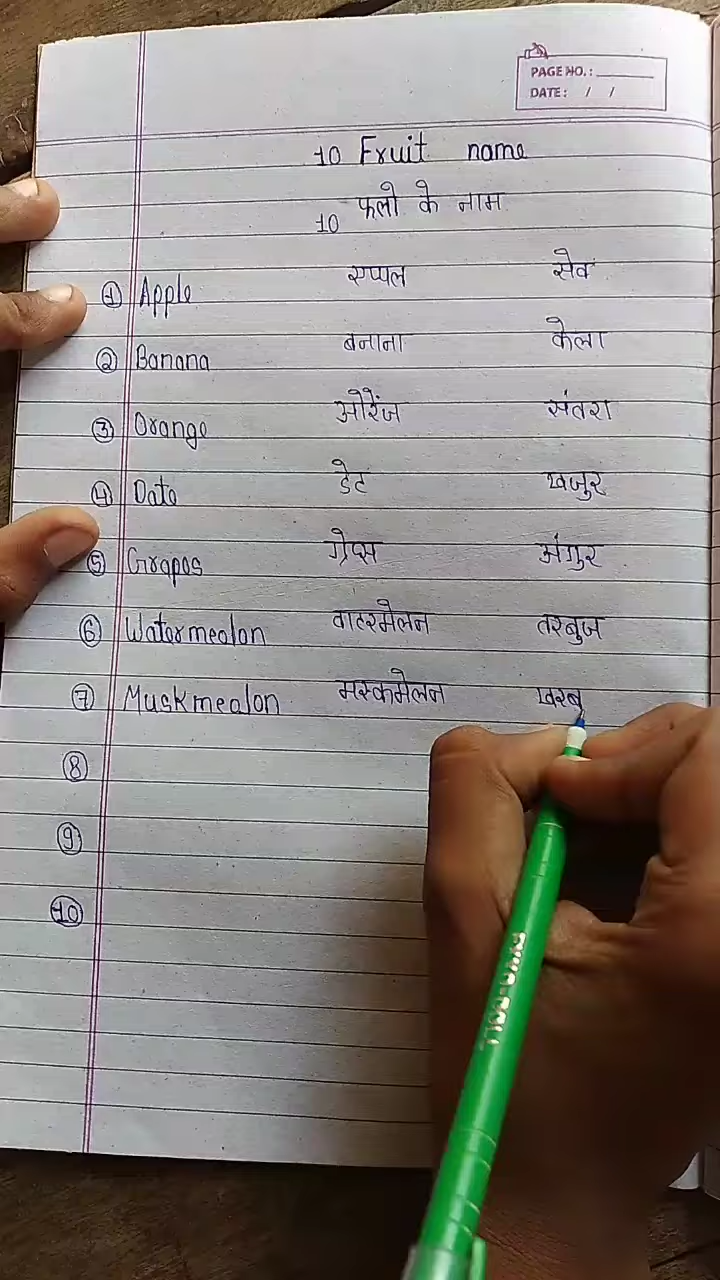 PAGE NO.:
DATE: / /
10 Fruit name
10 फलो के नाम
① Apple एप्पल सेव
② Banana बनाना केला
③ Orange ओरेंज संतरा
④ Date डेट खजुर
⑤ Grapes ग्रेप्स अंगुर
⑥ Watermealon वाटरमेलन तरबुज
⑦ Muskmealon मस्कमेलन खरब
⑧
⑨
⑩